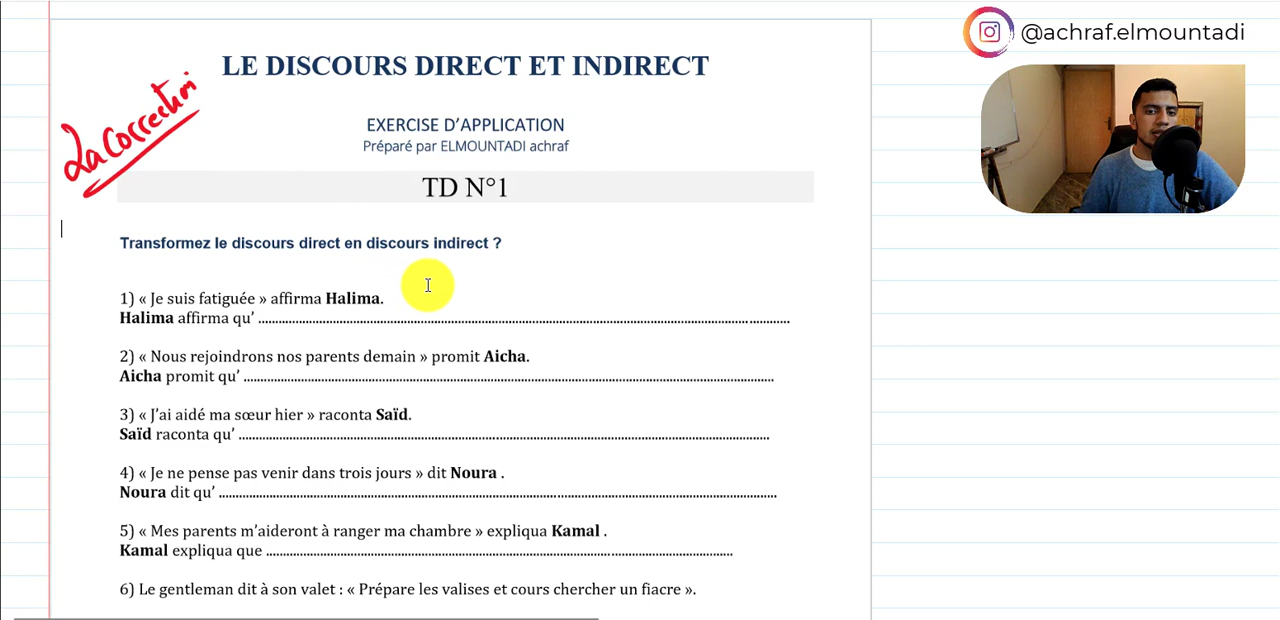 @achraf.elmountadi
LE DISCOURS DIRECT ET INDIRECT
La correction
EXERCISE D’APPLICATION
Préparé par ELMOUNTADI achraf
TD N°1
Transformez le discours direct en discours indirect ?
1) « Je suis fatiguée » affirma Halima.
Halima affirma qu’ ........................................................................
2) « Nous rejoindrons nos parents demain » promit Aicha.
Aicha promit qu’ ........................................................................
3) « J’ai aidé ma sœur hier » raconta Saïd.
Saïd raconta qu’ ........................................................................
4) « Je ne pense pas venir dans trois jours » dit Noura .
Noura dit qu’ ........................................................................
5) « Mes parents m’aideront à ranger ma chambre » expliqua Kamal .
Kamal expliqua que ........................................................................
6) Le gentleman dit à son valet : « Prépare les valises et cours chercher un fiacre ».